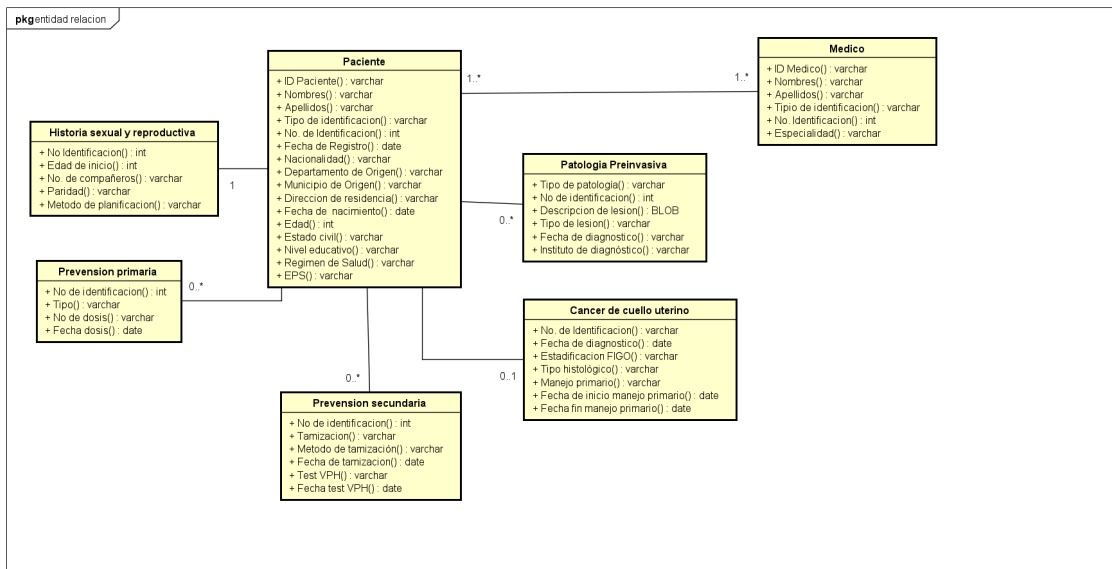 pkg entidad relacion
Paciente
+ ID Paciente() : varchar
+ Nombres() : varchar
+ Apellidos() : varchar
+ Tipo de identificacion() : varchar
+ No. de Identificacion() : int
+ Fecha de Registro() : date
+ Nacionalidad() : varchar
+ Departamento de Origen() : varchar
+ Municipio de Origen() : varchar
+ Direccion de residencia() : varchar
+ Fecha de nacimiento() : date
+ Edad() : int
+ Estado civil() : varchar
+ Nivel educativo() : varchar
+ Regimen de Salud() : varchar
+ EPS() : varchar
1..*
1..*
Medico
+ ID Medico() : varchar
+ Nombres() : varchar
+ Apellidos() : varchar
+ Tipio de identificacion() : varchar
+ No. Identificacion() : int
+ Especialidad() : varchar
Historia sexual y reproductiva
+ No Identificacion() : int
+ Edad de inicio() : int
+ No. de compañeros() : varchar
+ Paridad() : varchar
+ Metodo de planificacion() : varchar
1
Patologia Preinvasiva
+ Tipo de patología() : varchar
+ No de identificacion() : int
+ Descripcion de lesion() : BLOB
+ Tipo de lesion() : varchar
+ Fecha de diagnostico() : varchar
+ Instituto de diagnóstico() : varchar
0..*
Prevension primaria
+ No de identificacion() : int
+ Tipo() : varchar
+ No de dosis() : varchar
+ Fecha dosis() : date
0..*
Cancer de cuello uterino
+ No. de Identificacion() : varchar
+ Fecha de diagnostico() : date
+ Estadificacion FIGO() : varchar
+ Tipo histológico() : varchar
+ Manejo primario() : varchar
+ Fecha de inicio manejo primario() : date
+ Fecha fin manejo primario() : date
0..1
0..*
Prevension secundaria
+ No de identificacion() : int
+ Tamizacion() : varchar
+ Metodo de tamización() : varchar
+ Fecha de tamizacion() : date
+ Test VPH() : varchar
+ Fecha test VPH() : date